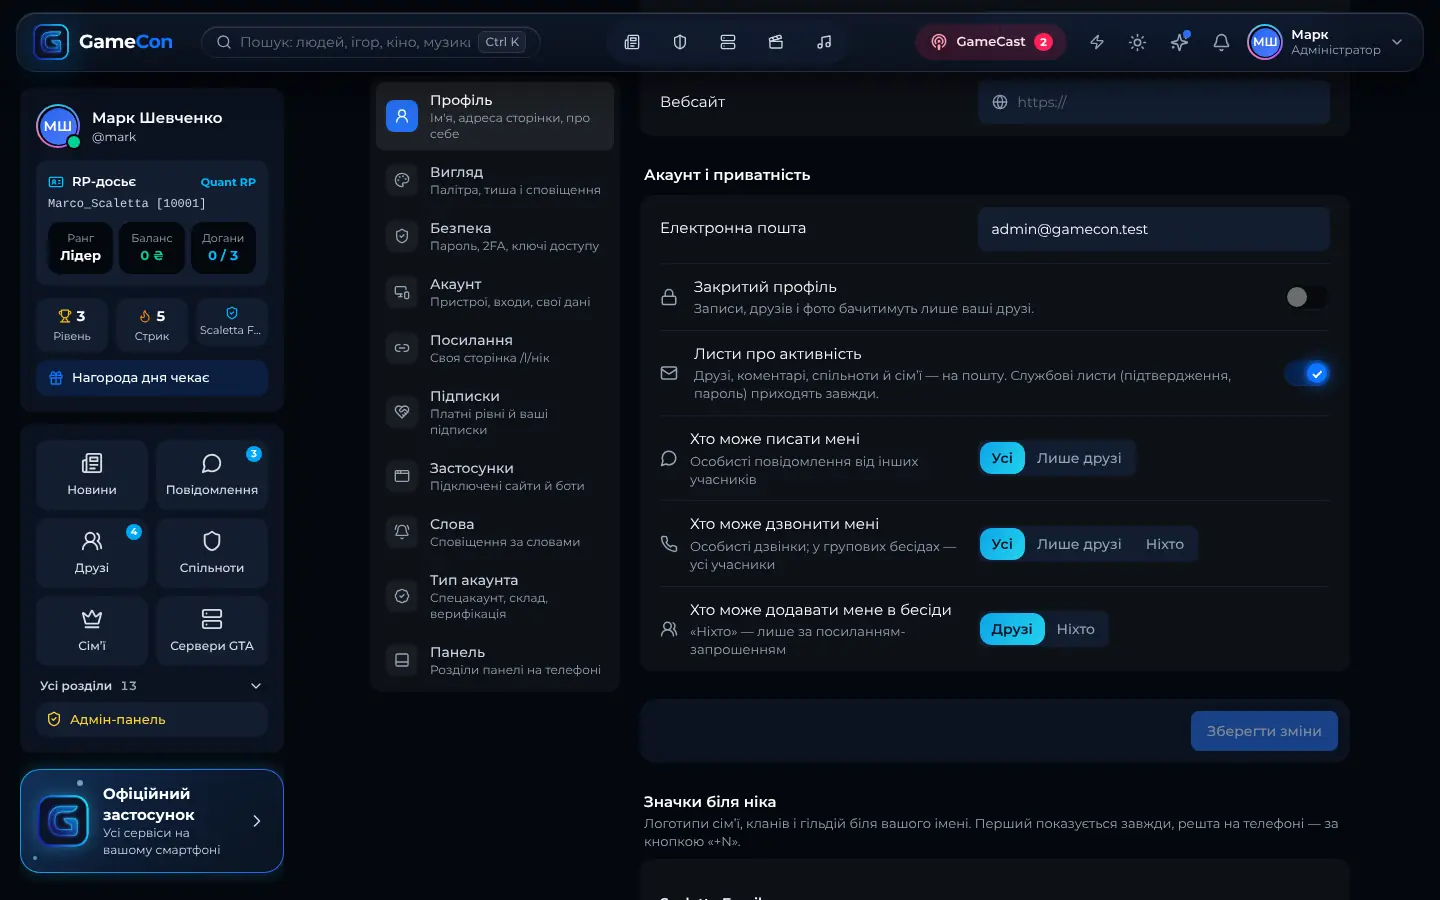 GameCon
Пошук: людей, ігор, кіно, музикі
Ctrl K
GameCast
2
Марк
Адміністратор
МШ
МШ
Марк Шевченко
@mark
RP-досьє
Quant RP
Marco_Scaletta [10001]
Ранг
Лідер
Баланс
0 ₴
Догани
0 / 3
3
Рівень
5
Стрик
Scaletta F...
Нагорода дня чекає
Новини
3
Повідомлення
4
Друзі
Спільноти
Сім'ї
Сервери GTA
Усі розділи 13
Адмін-панель
Офіційний
застосунок
Усі сервіси на
вашому смартфоні
Профіль
Ім'я, адреса сторінки, про
себе
Вигляд
Палітра, тиша і сповіщення
Безпека
Пароль, 2FA, ключі доступу
Акаунт
Пристрої, входи, свої дані
Посилання
Своя сторінка /l/нік
Підписки
Платні рівні й ваші
підписки
Застосунки
Підключені сайти й боти
Слова
Сповіщення за словами
Тип акаунта
Спецакаунт, склад,
верифікація
Панель
Розділи панелі на телефоні
Вебсайт
https://
Акаунт і приватність
Електронна пошта
admin@gamecon.test
Закритий профіль
Записи, друзів і фото бачитимуть лише ваші друзі.
Листи про активність
Друзі, коментарі, спільноти й сім'ї — на пошту. Службові листи (підтвердження,
пароль) приходять завжди.
Хто може писати мені
Особисті повідомлення від інших
учасників
Усі
Лише друзі
Хто може дзвонити мені
Особисті дзвінки; у групових бесідах —
усі учасники
Усі
Лише друзі
Ніхто
Хто може додавати мене в бесіди
«Ніхто» — лише за посиланням-
запрошенням
Друзі
Ніхто
Зберегти зміни
Значки біля ніка
Логотипи сім'ї, кланів і гільдій біля вашого імені. Перший показується завжди, решта на телефоні — за
кнопкою «+N».